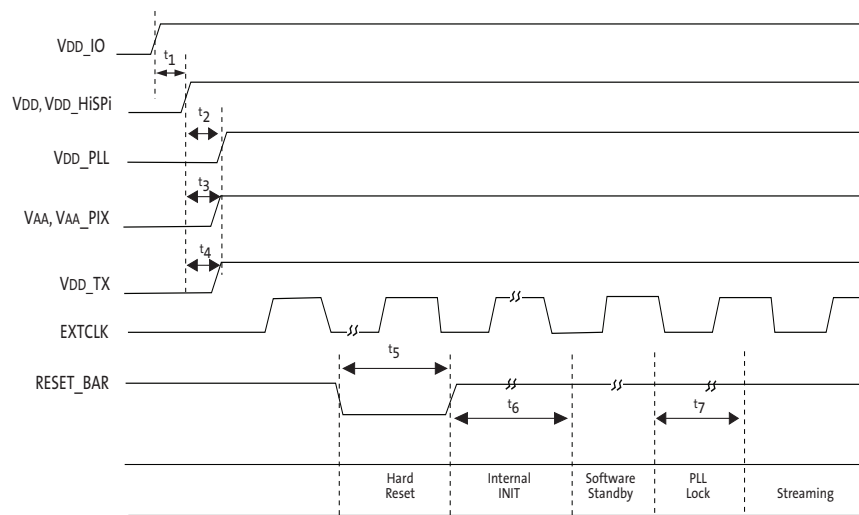 VDD_IO
t1
VDD, VDD_HiSPi
t2
VDD_PLL
t3
VAA, VAA_PIX
t4
VDD_TX
EXTCLK
t5
RESET_BAR
t6
t7
Hard
Reset
Internal
INIT
Software
Standby
PLL
Lock
Streaming